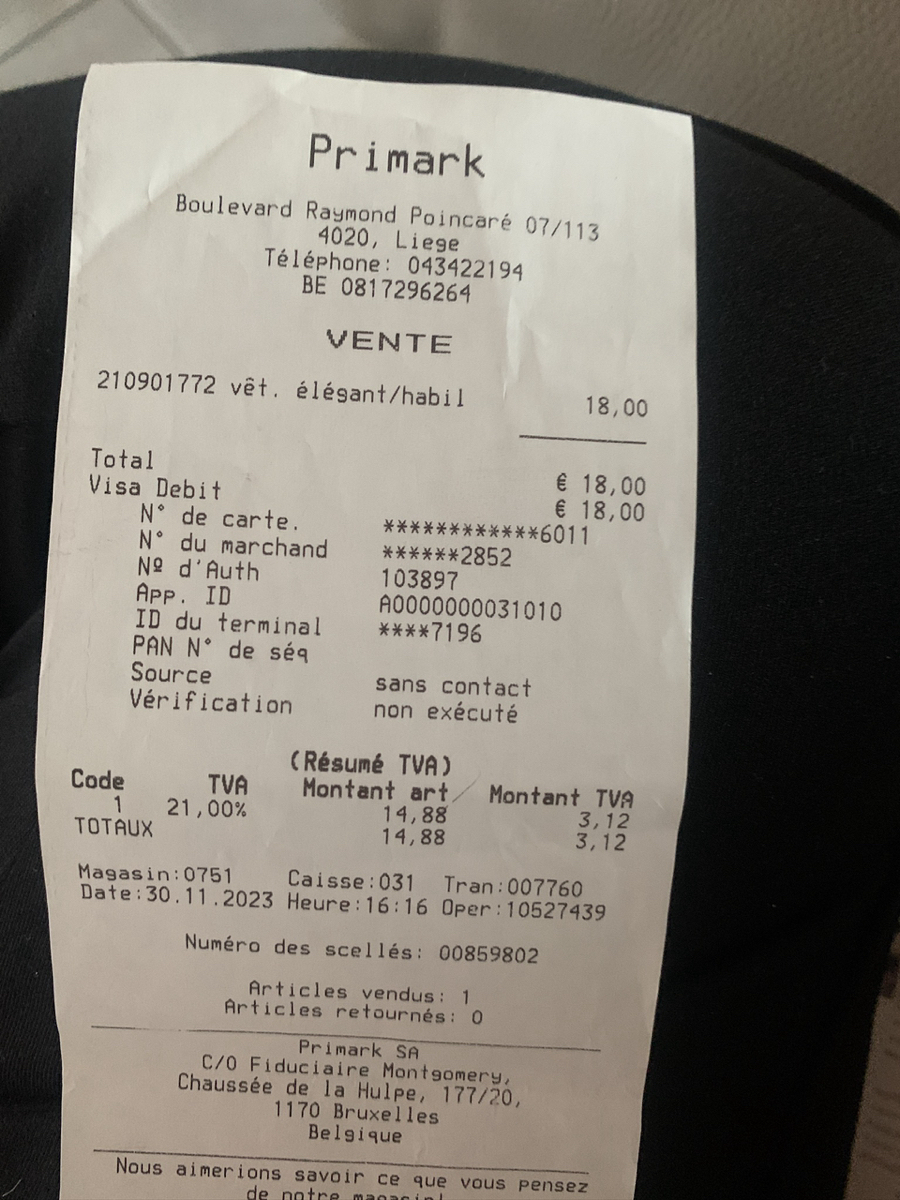 Primark
Boulevard Raymond Poincaré 07/113
4020, Liege
Téléphone: 043422194
BE 0817296264
VENTE
210901772 vêt. élégant/habil 18,00
Total € 18,00
Visa Debit € 18,00
N° de carte. ************6011
N° du marchand ******2852
Nº d'Auth 103897
App. ID A0000000031010
ID du terminal ****7196
PAN N° de séq
Source sans contact
Vérification non exécuté
(Résumé TVA)
Code TVA Montant art Montant TVA
1 21,00% 14,88 3,12
TOTAUX 14,88 3,12
Magasin:0751 Caisse:031 Tran:007760
Date:30.11.2023 Heure:16:16 Oper:10527439
Numéro des scellés: 00859802
Articles vendus: 1
Articles retournés: 0
Primark SA
C/O Fiduciaire Montgomery,
Chaussée de la Hulpe, 177/20,
1170 Bruxelles
Belgique
Nous aimerions savoir ce que vous pensez
de notre magasin!